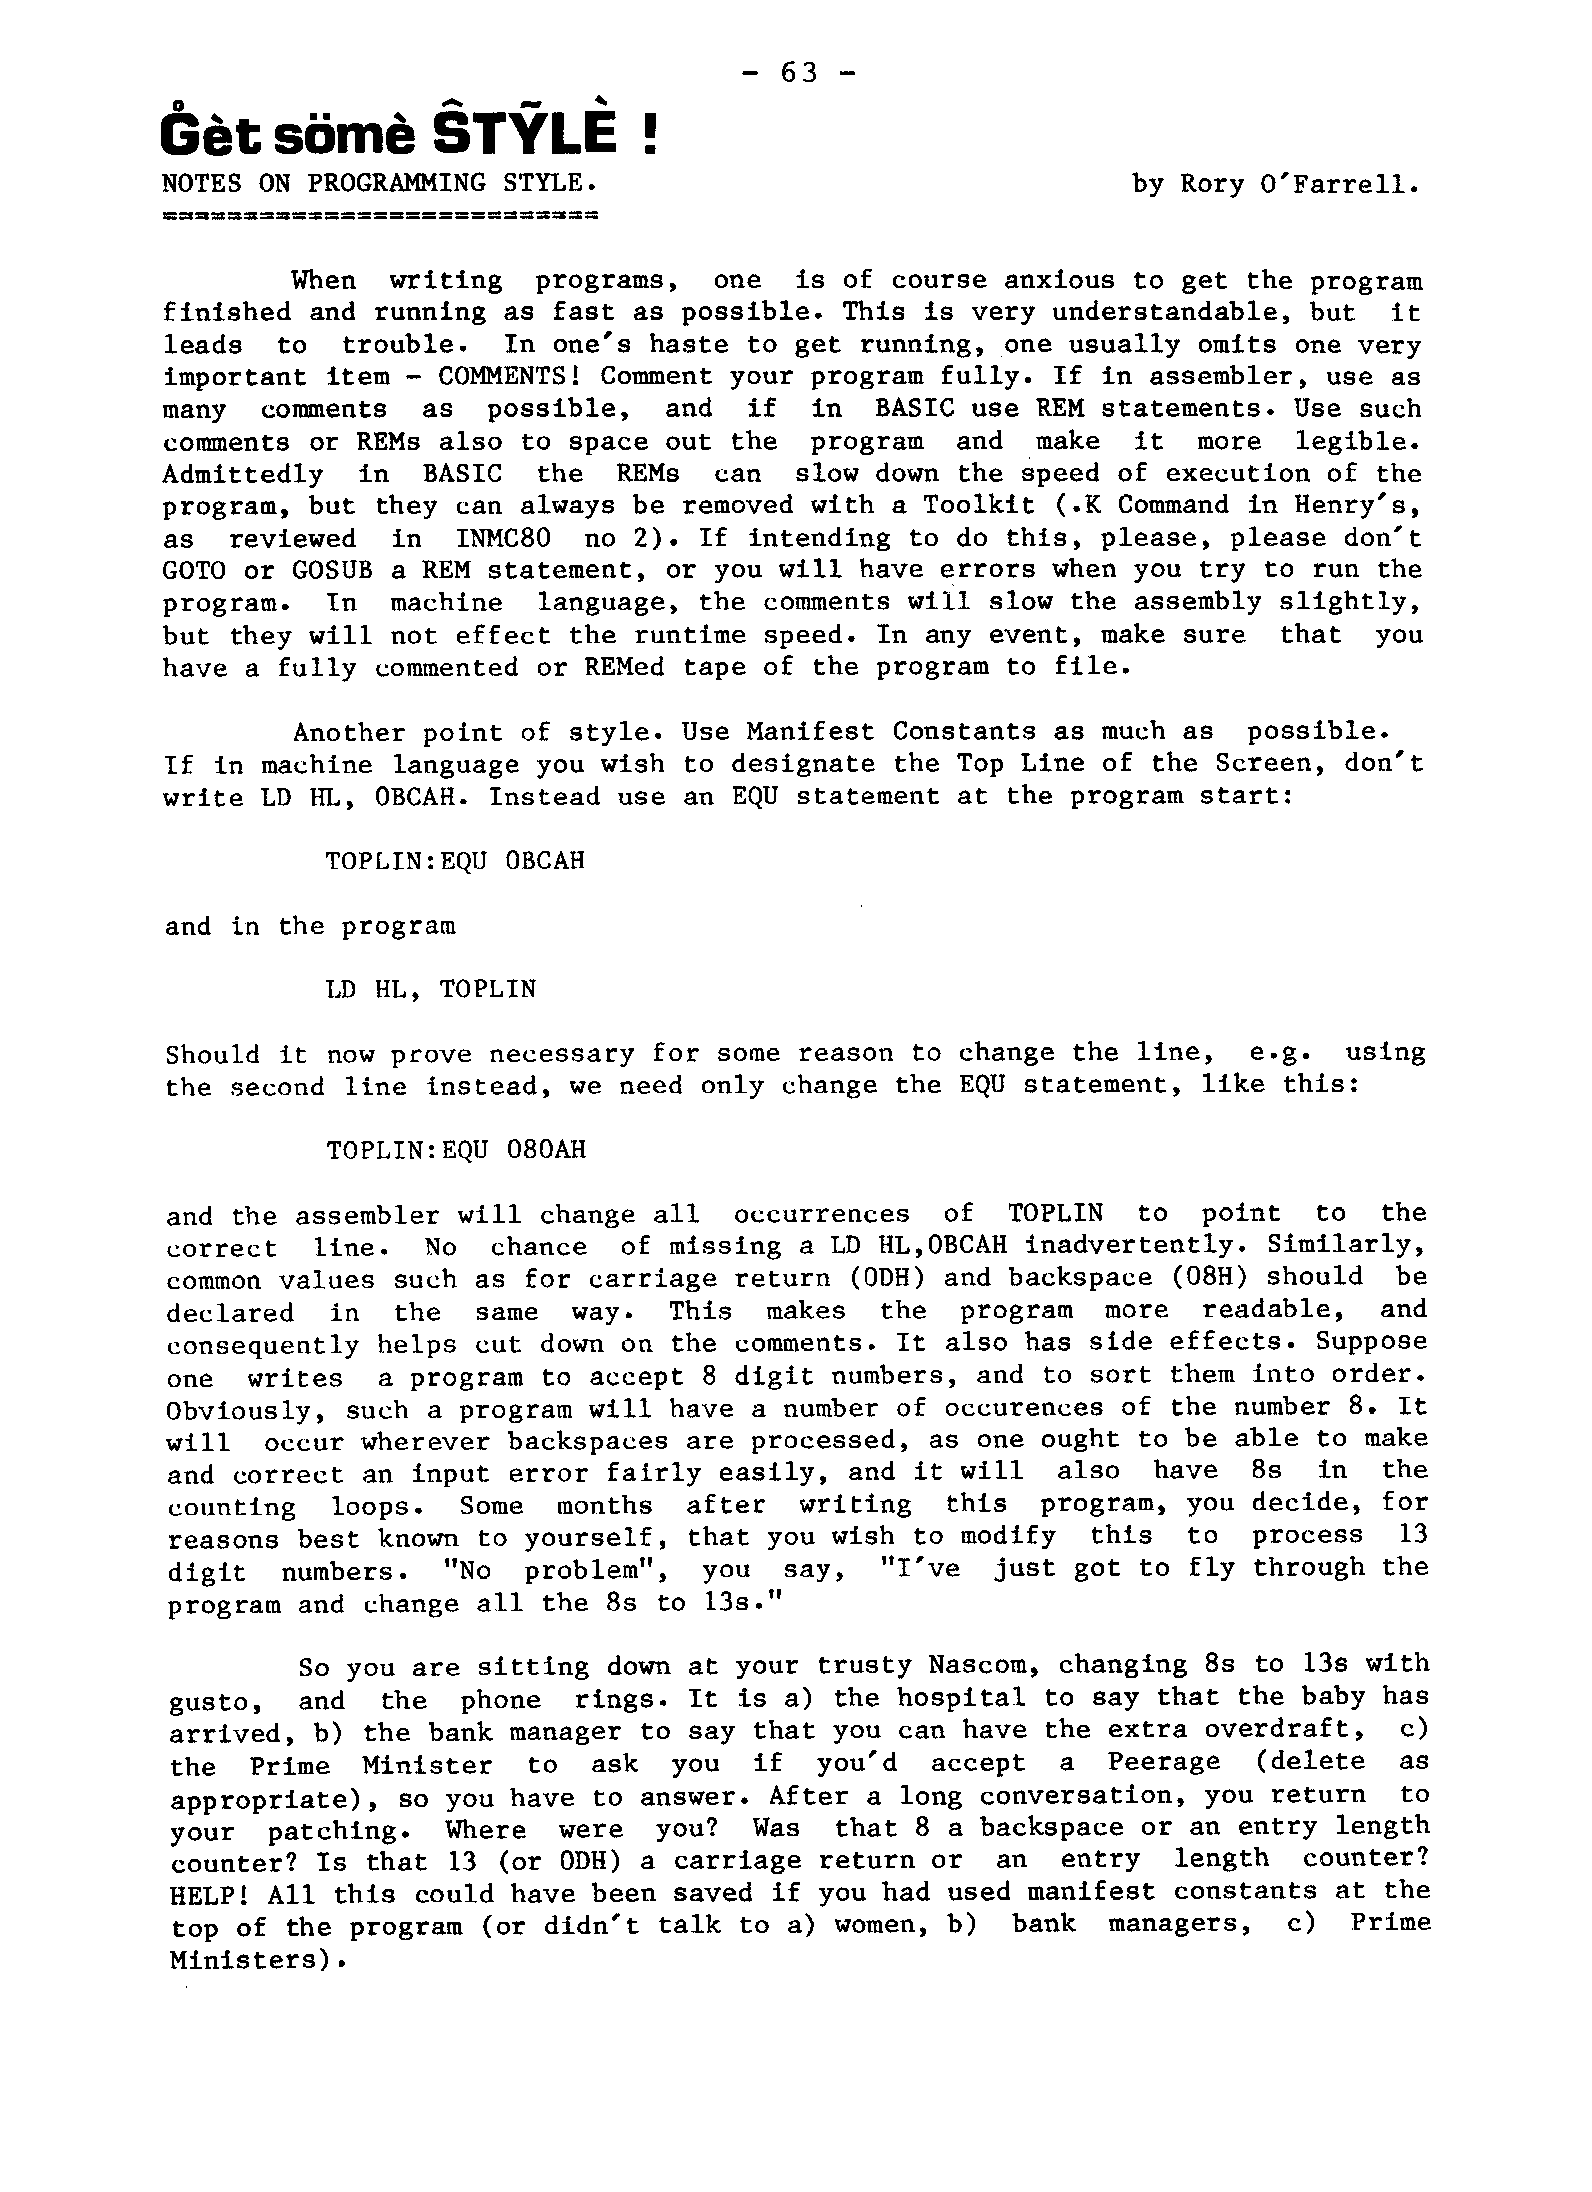 - 63 -
G̊èt sömè ŜTỸLÈ !
NOTES ON PROGRAMMING STYLE. by Rory O'Farrell.
===========================
When writing programs, one is of course anxious to get the program
finished and running as fast as possible. This is very understandable, but it
leads to trouble. In one's haste to get running, one usually omits one very
important item - COMMENTS! Comment your program fully. If in assembler, use as
many comments as possible, and if in BASIC use REM statements. Use such
comments or REMs also to space out the program and make it more legible.
Admittedly in BASIC the REMs can slow down the speed of execution of the
program, but they can always be removed with a Toolkit (.K Command in Henry's,
as reviewed in INMC80 no 2). If intending to do this, please, please don't
GOTO or GOSUB a REM statement, or you will have errors when you try to run the
program. In machine language, the comments will slow the assembly slightly,
but they will not effect the runtime speed. In any event, make sure that you
have a fully commented or REMed tape of the program to file.
Another point of style. Use Manifest Constants as much as possible.
If in machine language you wish to designate the Top Line of the Screen, don't
write LD HL, 0BCAH. Instead use an EQU statement at the program start:
TOPLIN:EQU 0BCAH
and in the program
LD HL, TOPLIN
Should it now prove necessary for some reason to change the line, e.g. using
the second line instead, we need only change the EQU statement, like this:
TOPLIN:EQU 080AH
and the assembler will change all occurrences of TOPLIN to point to the
correct line. No chance of missing a LD HL,0BCAH inadvertently. Similarly,
common values such as for carriage return (0DH) and backspace (08H) should be
declared in the same way. This makes the program more readable, and
consequently helps cut down on the comments. It also has side effects. Suppose
one writes a program to accept 8 digit numbers, and to sort them into order.
Obviously, such a program will have a number of occurences of the number 8. It
will occur wherever backspaces are processed, as one ought to be able to make
and correct an input error fairly easily, and it will also have 8s in the
counting loops. Some months after writing this program, you decide, for
reasons best known to yourself, that you wish to modify this to process 13
digit numbers. "No problem", you say, "I've just got to fly through the
program and change all the 8s to 13s."
So you are sitting down at your trusty Nascom, changing 8s to 13s with
gusto, and the phone rings. It is a) the hospital to say that the baby has
arrived, b) the bank manager to say that you can have the extra overdraft, c)
the Prime Minister to ask you if you'd accept a Peerage (delete as
appropriate), so you have to answer. After a long conversation, you return to
your patching. Where were you? Was that 8 a backspace or an entry length
counter? Is that 13 (or 0DH) a carriage return or an entry length counter?
HELP! All this could have been saved if you had used manifest constants at the
top of the program (or didn't talk to a) women, b) bank managers, c) Prime
Ministers).